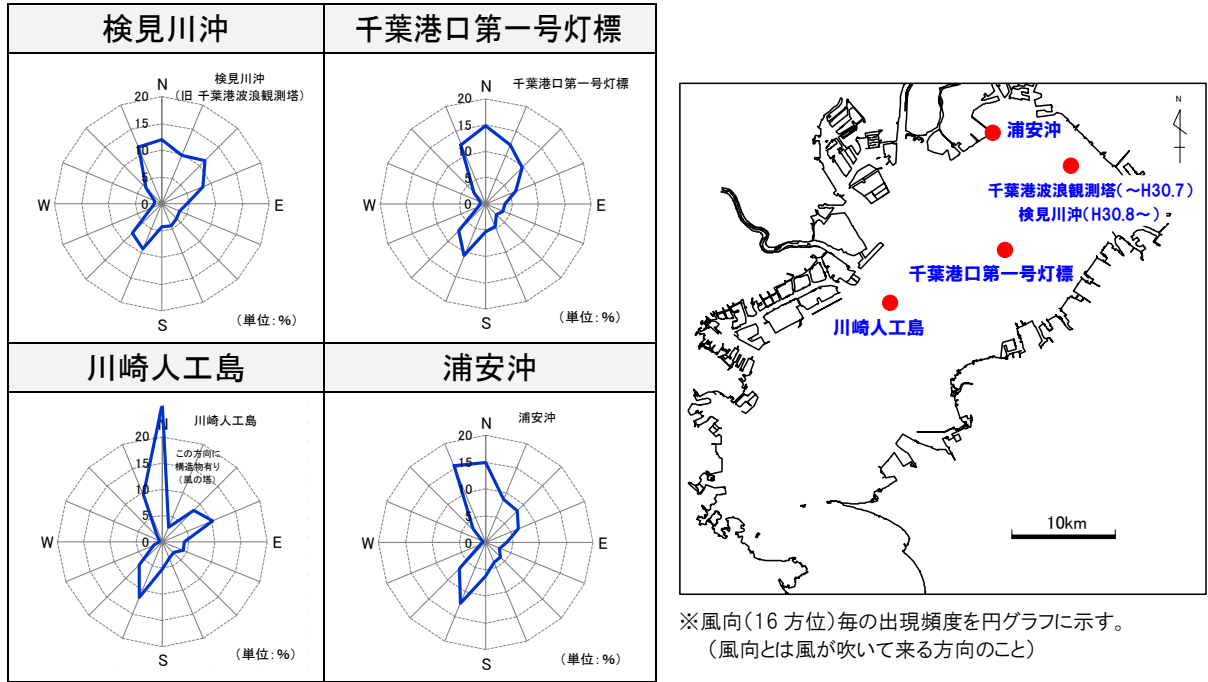 検見川沖
千葉港口第一号灯標
検見川沖
(旧 千葉港波浪観測塔)
N
20
15
10
5
0
W
E
S
(単位:%)
千葉港口第一号灯標
N
20
15
10
5
0
W
E
S
(単位:%)
川崎人工島
浦安沖
川崎人工島
N
この方向に
構造物有り
(風の塔)
20
15
10
5
0
W
E
S
(単位:%)
浦安沖
N
20
15
10
5
0
W
E
S
(単位:%)
N
浦安沖
千葉港波浪観測塔(~H30.7)
検見川沖(H30.8~)
千葉港口第一号灯標
川崎人工島
10km
※風向(16 方位)毎の出現頻度を円グラフに示す。
(風向とは風が吹いて来る方向のこと)